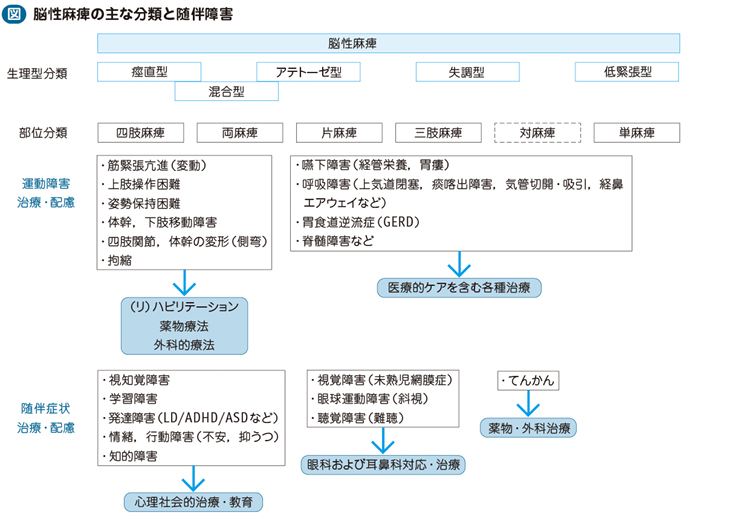 図 脳性麻痺の主な分類と随伴障害
脳性麻痺
生理型分類
痙直型
アテトーゼ型
失調型
低緊張型
混合型
部位分類
四肢麻痺
両麻痺
片麻痺
三肢麻痺
対麻痺
単麻痺
運動障害
治療・配慮
・筋緊張亢進(変動)
・上肢操作困難
・姿勢保持困難
・体幹，下肢移動障害
・四肢関節，体幹の変形(側弯)
・拘縮
(リ)ハビリテーション
薬物療法
外科的療法
・嚥下障害(経管栄養，胃瘻)
・呼吸障害(上気道閉塞，痰喀出障害，気管切開・吸引，経鼻
エアウェイなど)
・胃食道逆流症(GERD)
・脊髄障害など
医療的ケアを含む各種治療
随伴症状
治療・配慮
・視知覚障害
・学習障害
・発達障害(LD/ADHD/ASDなど)
・情緒，行動障害(不安，抑うつ)
・知的障害
心理社会的治療・教育
・視覚障害(未熟児網膜症)
・眼球運動障害(斜視)
・聴覚障害(難聴)
眼科および耳鼻科対応・治療
・てんかん
薬物・外科治療